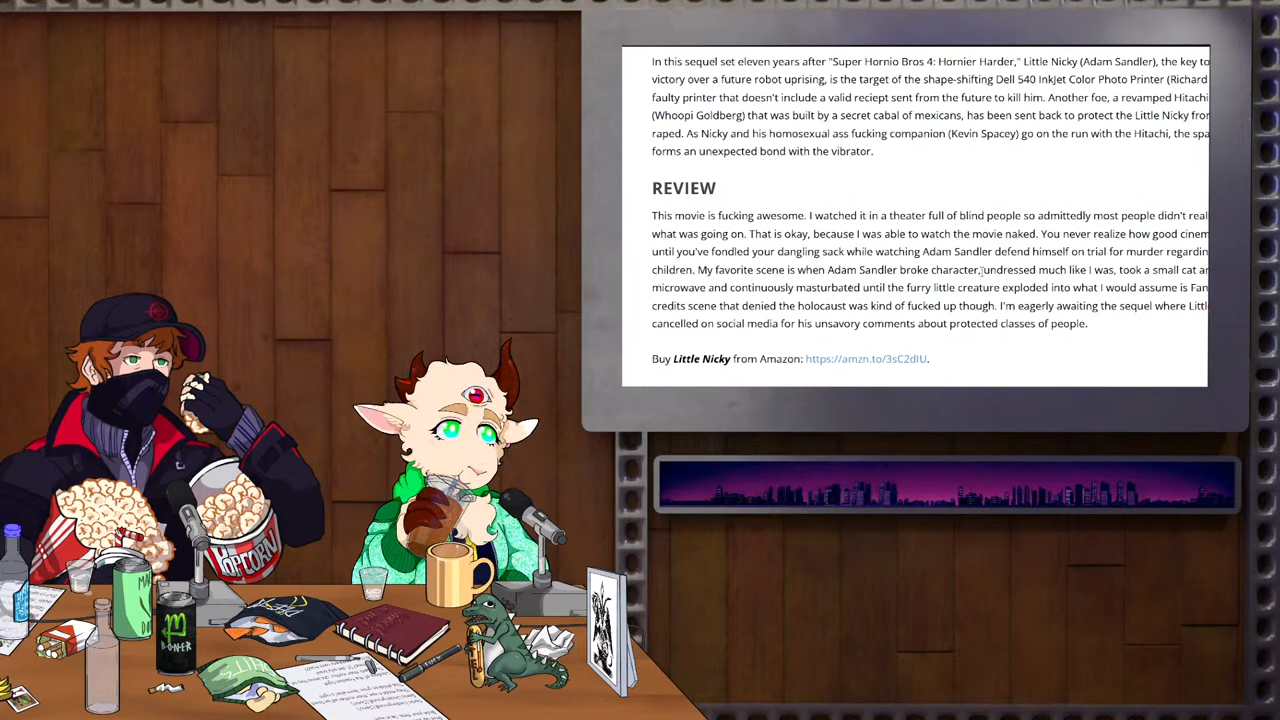 In this sequel set eleven years after "Super Hornio Bros 4: Hornier Harder," Little Nicky (Adam Sandler), the key to
victory over a future robot uprising, is the target of the shape-shifting Dell 540 InkJet Color Photo Printer (Richard
faulty printer that doesn't include a valid reciept sent from the future to kill him. Another foe, a revamped Hitachi
(Whoopi Goldberg) that was built by a secret cabal of mexicans, has been sent back to protect the Little Nicky from
raped. As Nicky and his homosexual ass fucking companion (Kevin Spacey) go on the run with the Hitachi, the spa
forms an unexpected bond with the vibrator.
REVIEW
This movie is fucking awesome. I watched it in a theater full of blind people so admittedly most people didn't real
what was going on. That is okay, because I was able to watch the movie naked. You never realize how good cinem
until you've fondled your dangling sack while watching Adam Sandler defend himself on trial for murder regardin
children. My favorite scene is when Adam Sandler broke character, undressed much like I was, took a small cat an
microwave and continuously masturbated until the furry little creature exploded into what I would assume is Fan
credits scene that denied the holocaust was kind of fucked up though. I'm eagerly awaiting the sequel where Littl
cancelled on social media for his unsavory comments about protected classes of people.
Buy Little Nicky from Amazon: https://amzn.to/3sC2dIU.
POPCORN
BONER